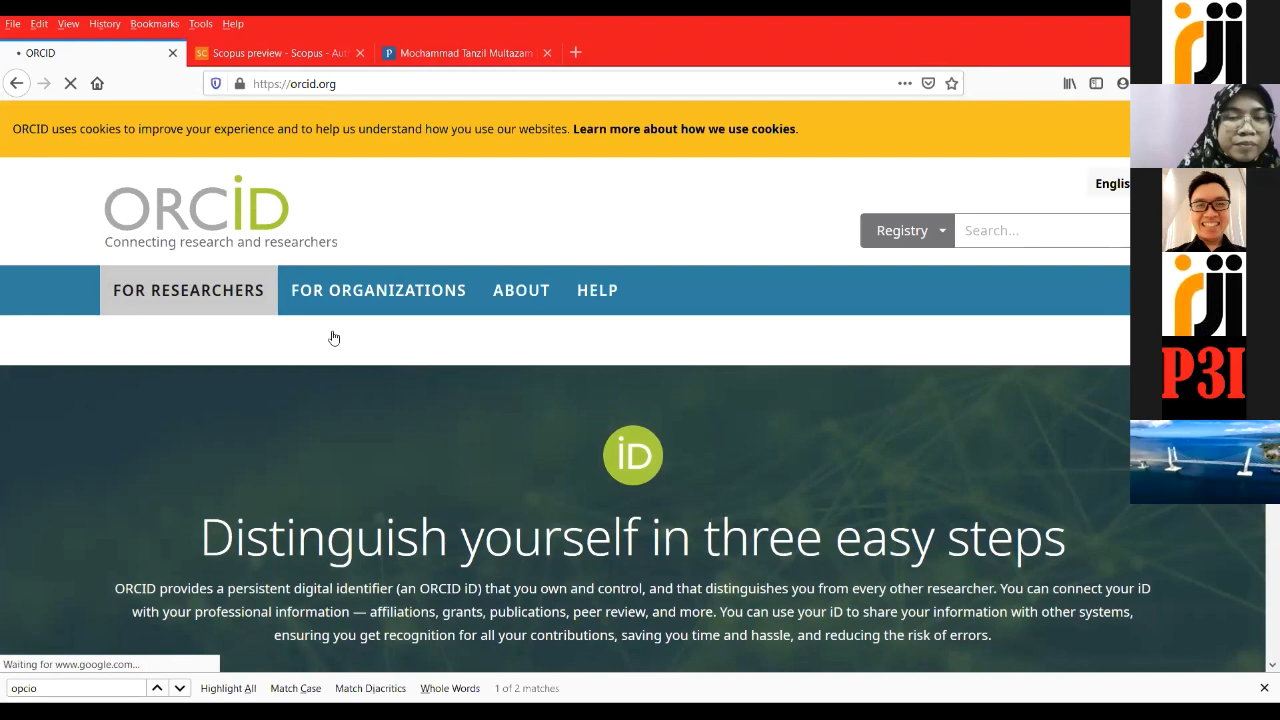 File Edit View History Bookmarks Tools Help
ORCID
SC Scopus preview - Scopus - Aut
P Mochammad Tanzil Multazam
https://orcid.org
ORCID uses cookies to improve your experience and to help us understand how you use our websites. Learn more about how we use cookies.
ORCiD
Connecting research and researchers
Englis
Registry Search...
FOR RESEARCHERS FOR ORGANIZATIONS ABOUT HELP
iD
Distinguish yourself in three easy steps
ORCID provides a persistent digital identifier (an ORCID iD) that you own and control, and that distinguishes you from every other researcher. You can connect your iD
with your professional information — affiliations, grants, publications, peer review, and more. You can use your iD to share your information with other systems,
ensuring you get recognition for all your contributions, saving you time and hassle, and reducing the risk of errors.
Waiting for www.google.com...
opcio Highlight All Match Case Match Diacritics Whole Words 1 of 2 matches
rji
rji
P3I